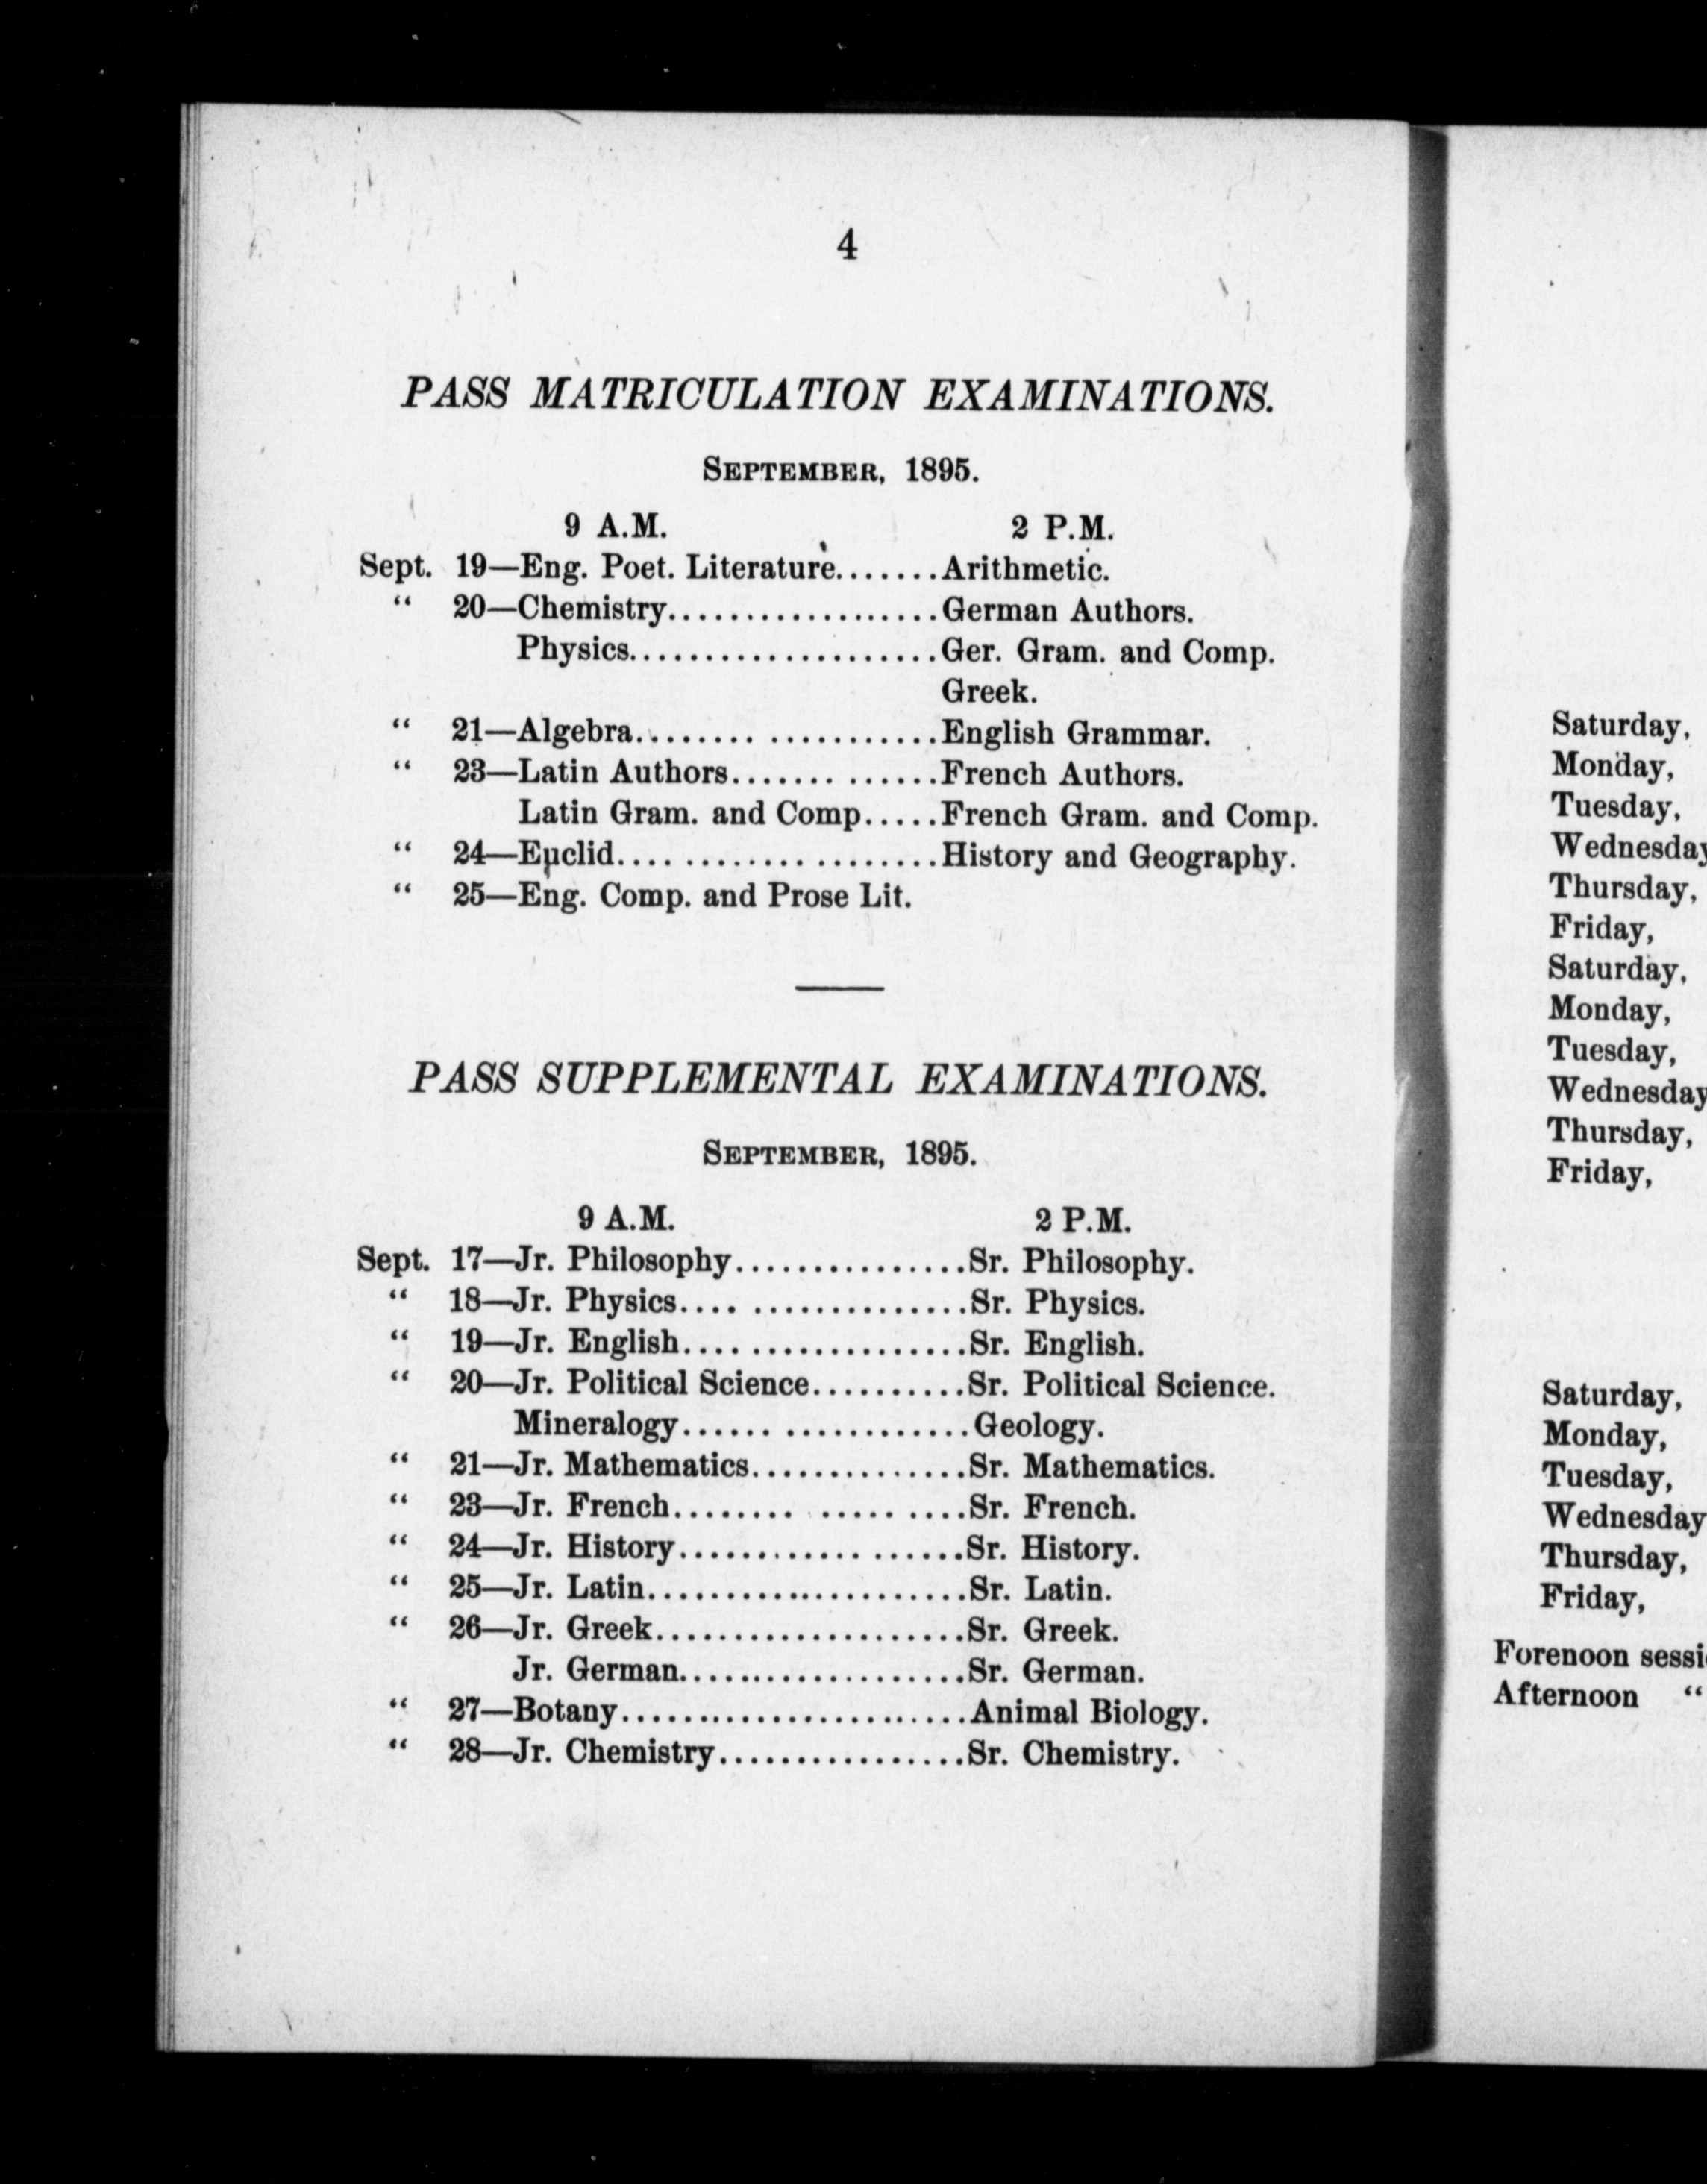 4
PASS MATRICULATION EXAMINATIONS.
SEPTEMBER, 1895.
9 A.M. 2 P.M.
Sept. 19—Eng. Poet. Literature.......Arithmetic.
“ 20—Chemistry..................German Authors.
Physics....................Ger. Gram. and Comp.
Greek.
“ 21—Algebra........ ...........English Grammar.
“ 23—Latin Authors....... ......French Authors.
Latin Gram. and Comp.....French Gram. and Comp.
“ 24—Euclid.... ......... .......History and Geography.
“ 25—Eng. Comp. and Prose Lit.
PASS SUPPLEMENTAL EXAMINATIONS.
SEPTEMBER, 1895.
9 A.M. 2 P.M.
Sept. 17—Jr. Philosophy...............Sr. Philosophy.
“ 18—Jr. Physics.... ..............Sr. Physics.
“ 19—Jr. English.... ..............Sr. English.
“ 20—Jr. Political Science..........Sr. Political Science.
Mineralogy...... ............Geology.
“ 21—Jr. Mathematics..............Sr. Mathematics.
“ 23—Jr. French........ ..... ....Sr. French.
“ 24—Jr. History............ ......Sr. History.
“ 25—Jr. Latin.....................Sr. Latin.
“ 26—Jr. Greek....................Sr. Greek.
Jr. German...................Sr. German.
“ 27—Botany......................Animal Biology.
“ 28—Jr. Chemistry................Sr. Chemistry.
Saturday,
Monday,
Tuesday,
Wednesday
Thursday,
Friday,
Saturday,
Monday,
Tuesday,
Wednesday
Thursday,
Friday,
Saturday,
Monday,
Tuesday,
Wednesday
Thursday,
Friday,
Forenoon sessi
Afternoon “